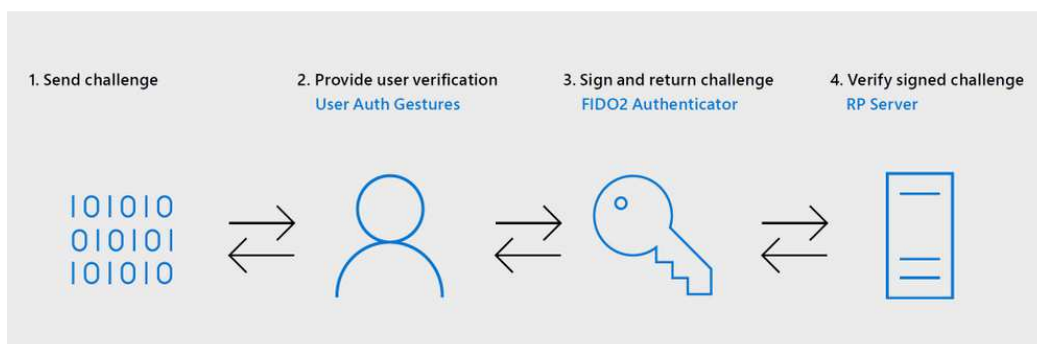 1. Send challenge
2. Provide user verification
User Auth Gestures
3. Sign and return challenge
FIDO2 Authenticator
4. Verify signed challenge
RP Server
101010
010101
101010